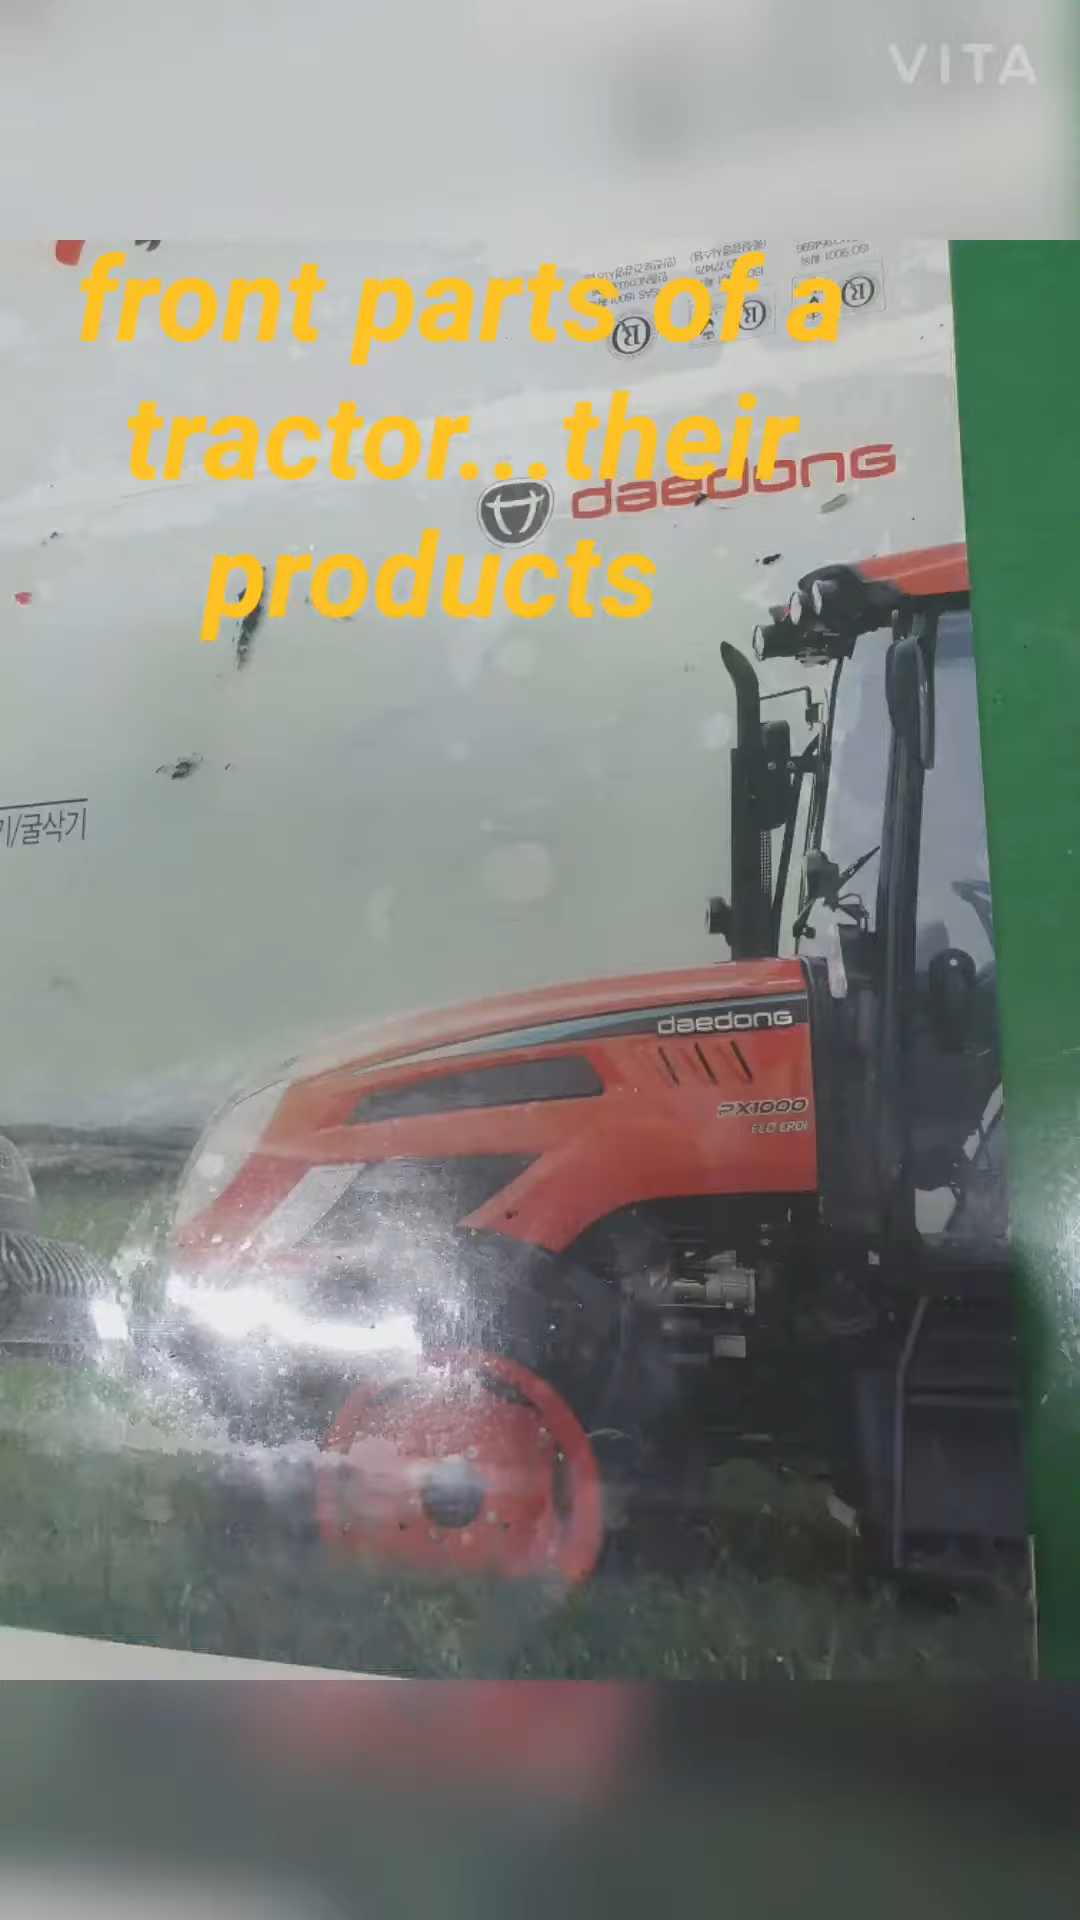 VITA
front parts of a
tractor...their
products
daedong
기/굴삭기
daedong
PX1000